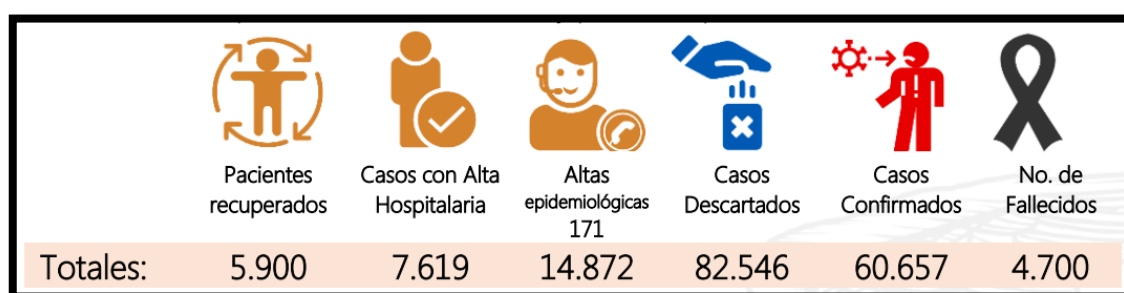 Pacientes recuperados
Casos con Alta Hospitalaria
Altas epidemiológicas 171
Casos Descartados
Casos Confirmados
No. de Fallecidos
Totales: 5.900 7.619 14.872 82.546 60.657 4.700